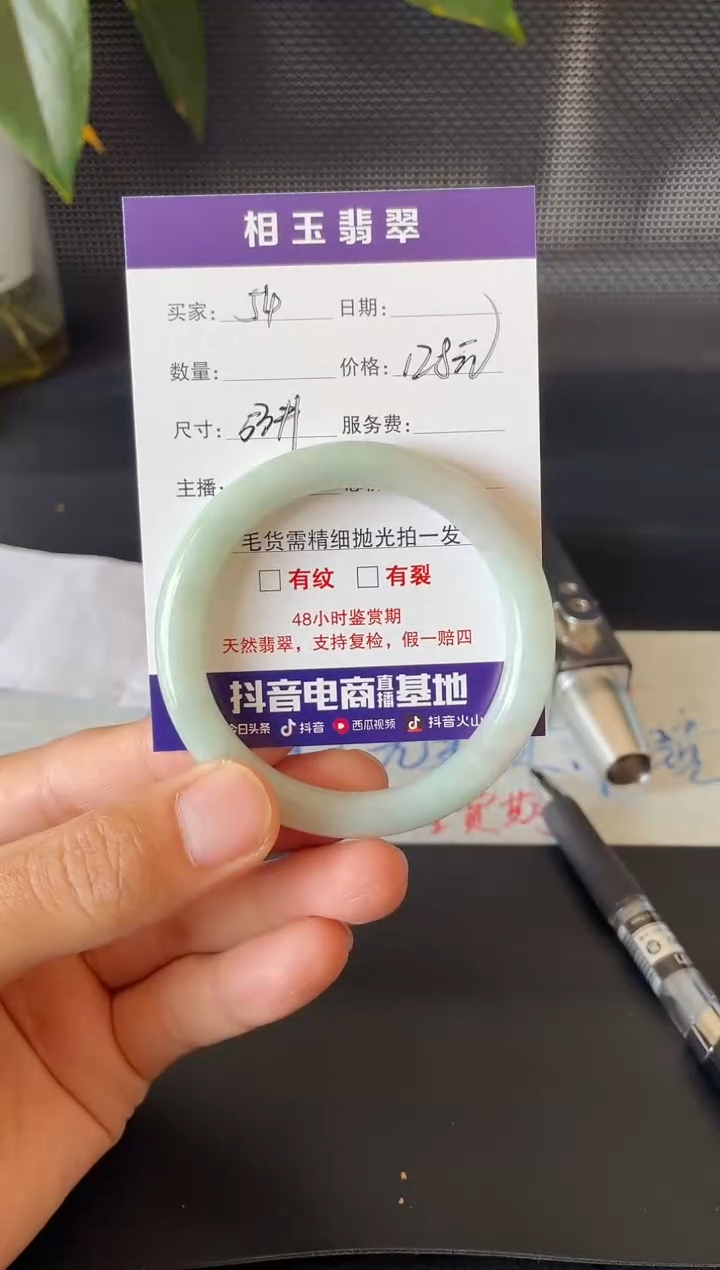 相玉翡翠
买家: 54 日期:
数量: 价格: 128元
尺寸: 53
服务费:
主播:
毛货需精细抛光拍一发
有纹 有裂
48小时鉴赏期
天然翡翠，支持复检，假一赔四
抖音电商直播基地
今日头条 抖音 西瓜视频 抖音火山